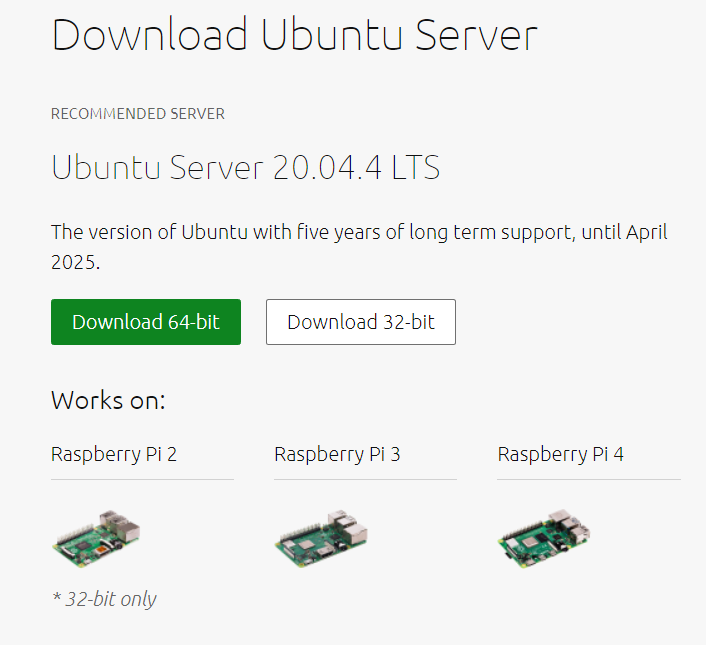 Download Ubuntu Server
RECOMMENDED SERVER
Ubuntu Server 20.04.4 LTS
The version of Ubuntu with five years of long term support, until April
2025.
Download 64-bit
Download 32-bit
Works on:
Raspberry Pi 2
Raspberry Pi 3
Raspberry Pi 4
* 32-bit only